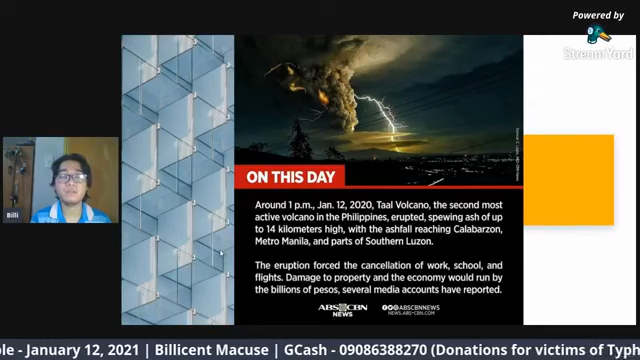 Powered by
StreamYard
ON THIS DAY
Around 1 p.m., Jan. 12, 2020, Taal Volcano, the second most
active volcano in the Philippines, erupted, spewing ash of up
to 14 kilometers high, with the ashfall reaching Calabarzon,
Metro Manila, and parts of Southern Luzon.
The eruption forced the cancellation of work, school, and
flights. Damage to property and the economy would run by
the billions of pesos, several media accounts have reported.
ABS-CBN
NEWS
ABSCBNNEWS
NEWS.ABS-CBN.COM
Billi
ple - January 12, 2021 | Billicent Macuse | GCash - 09086388270 (Donations for victims of Typh